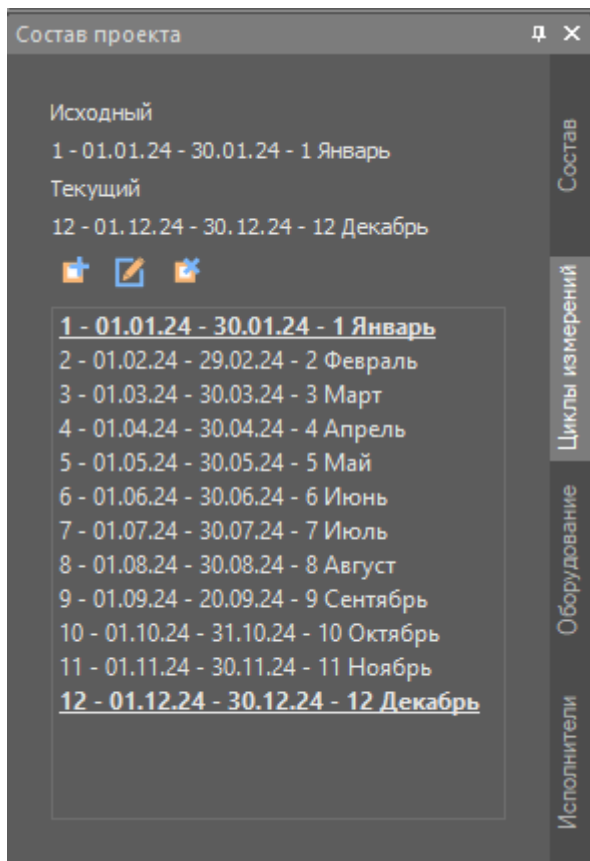 Состав проекта
Исходный
1 - 01.01.24 - 30.01.24 - 1 Январь
Текущий
12 - 01.12.24 - 30.12.24 - 12 Декабрь
1 - 01.01.24 - 30.01.24 - 1 Январь
2 - 01.02.24 - 29.02.24 - 2 Февраль
3 - 01.03.24 - 30.03.24 - 3 Март
4 - 01.04.24 - 30.04.24 - 4 Апрель
5 - 01.05.24 - 30.05.24 - 5 Май
6 - 01.06.24 - 30.06.24 - 6 Июнь
7 - 01.07.24 - 30.07.24 - 7 Июль
8 - 01.08.24 - 30.08.24 - 8 Август
9 - 01.09.24 - 20.09.24 - 9 Сентябрь
10 - 01.10.24 - 31.10.24 - 10 Октябрь
11 - 01.11.24 - 30.11.24 - 11 Ноябрь
12 - 01.12.24 - 30.12.24 - 12 Декабрь
Состав
Циклы измерений
Оборудование
Исполнители